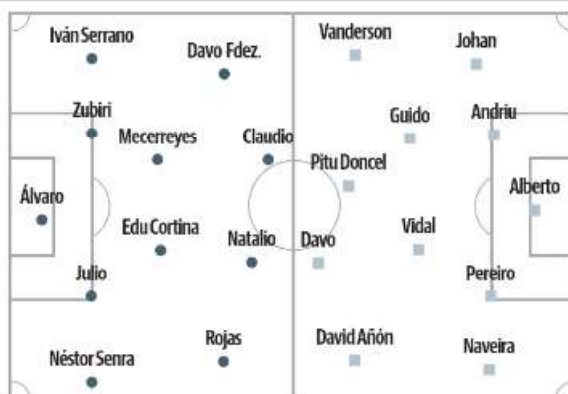 Iván Serrano
Davo Fdez.
Zubiri
Mecerreyes
Claudio
Álvaro
Edu Cortina
Natalio
Julio
Rojas
Néstor Senra
Vanderson
Johan
Guido
Andriu
Pitu Doncel
Alberto
Davo
Vidal
Pereiro
David Añón
Naveira